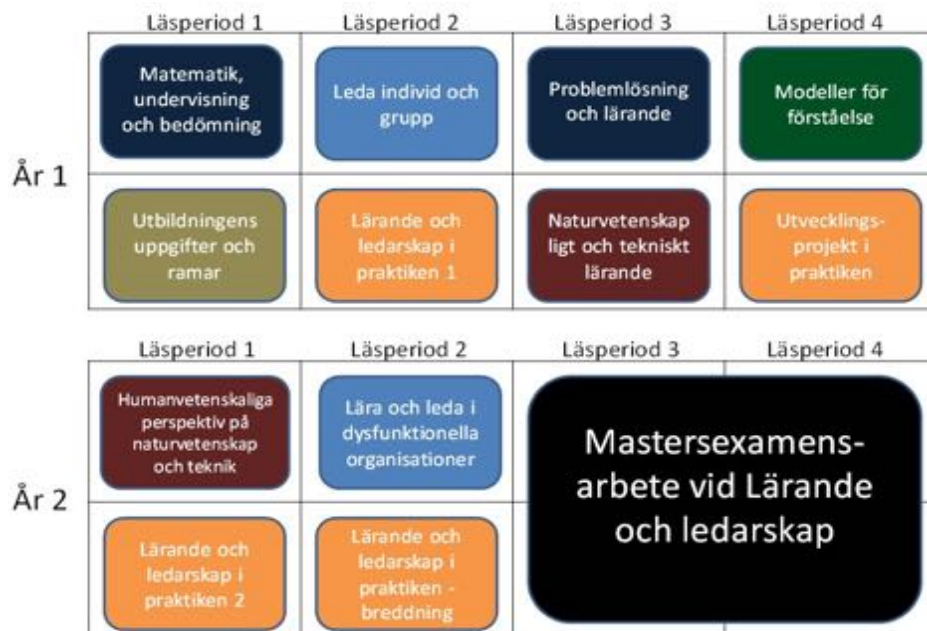 Läsperiod 1
Läsperiod 2
Läsperiod 3
Läsperiod 4
År 1
Matematik,
undervisning
och bedömning
Leda individ och
grupp
Problemlösning
och lärande
Modeller för
förståelse
Utbildningens
uppgifter och
ramar
Lärande och
ledarskap i
praktiken 1
Naturvetenskap
ligt och tekniskt
lärande
Utvecklings-
projekt i
praktiken
Läsperiod 1
Läsperiod 2
Läsperiod 3
Läsperiod 4
År 2
Humanvetenskaliga
perspektiv på
naturvetenskap
och teknik
Lära och leda i
dysfunktionella
organisationer
Mastersexamens-
arbete vid Lärande
och ledarskap
Lärande och
ledarskap i
praktiken 2
Lärande och
ledarskap i
praktiken -
breddning